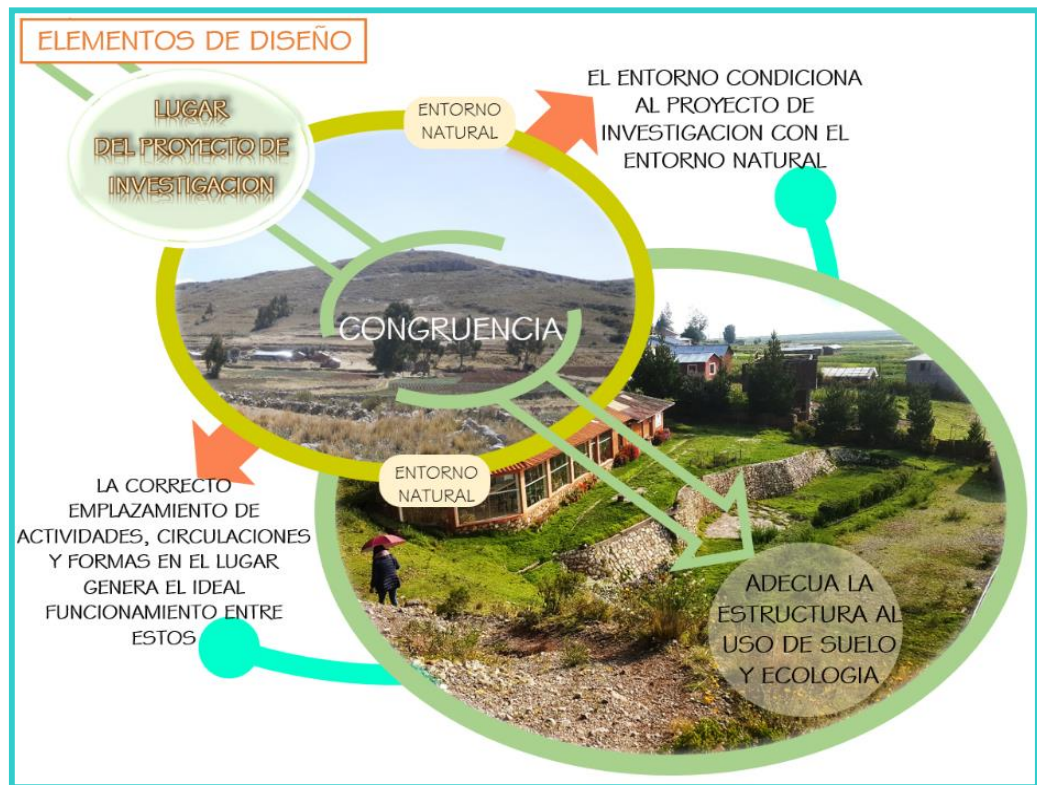 ELEMENTOS DE DISEÑO
LUGAR
DEL PROYECTO DE
INVESTIGACION
ENTORNO
NATURAL
EL ENTORNO CONDICIONA
AL PROYECTO DE
INVESTIGACION CON EL
ENTORNO NATURAL
CONGRUENCIA
ENTORNO
NATURAL
LA CORRECTO
EMPLAZAMIENTO DE
ACTIVIDADES, CIRCULACIONES
Y FORMAS EN EL LUGAR
GENERA EL IDEAL
FUNCIONAMIENTO ENTRE
ESTOS
ADECUA LA
ESTRUCTURA AL
USO DE SUELO
Y ECOLOGIA